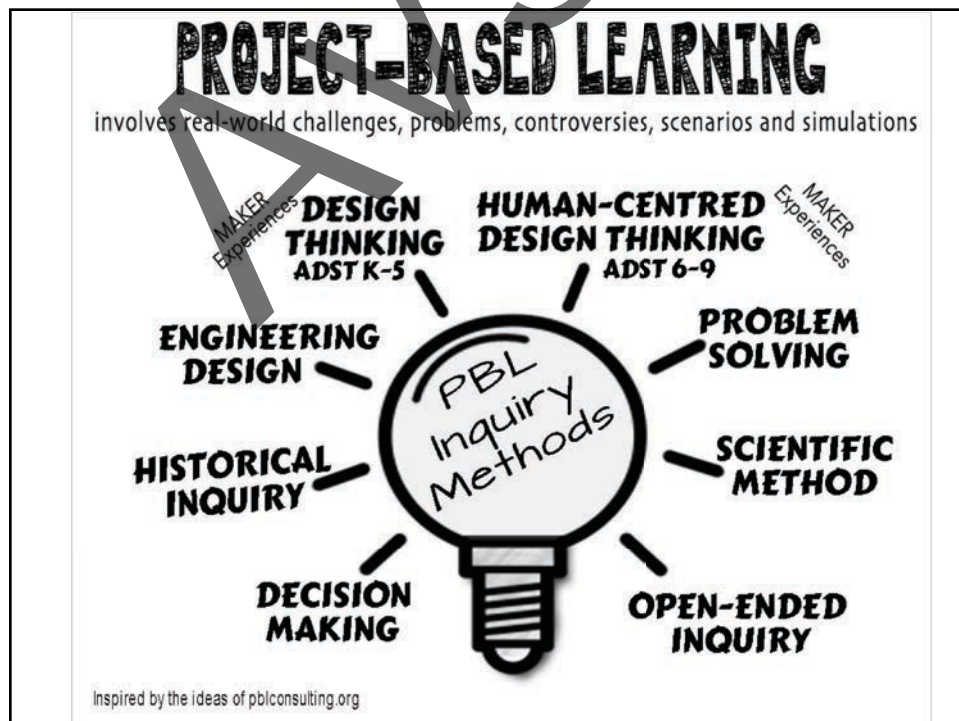 PROJECT-BASED LEARNING
involves real-world challenges, problems, controversies, scenarios and simulations
MAKER
Experiences
DESIGN
THINKING
ADST K-5
HUMAN-CENTRED
DESIGN THINKING
ADST 6-9
MAKER
Experiences
ENGINEERING
DESIGN
PROBLEM
SOLVING
PBL
Inquiry
Methods
HISTORICAL
INQUIRY
SCIENTIFIC
METHOD
DECISION
MAKING
OPEN-ENDED
INQUIRY
Inspired by the ideas of pblconsulting.org